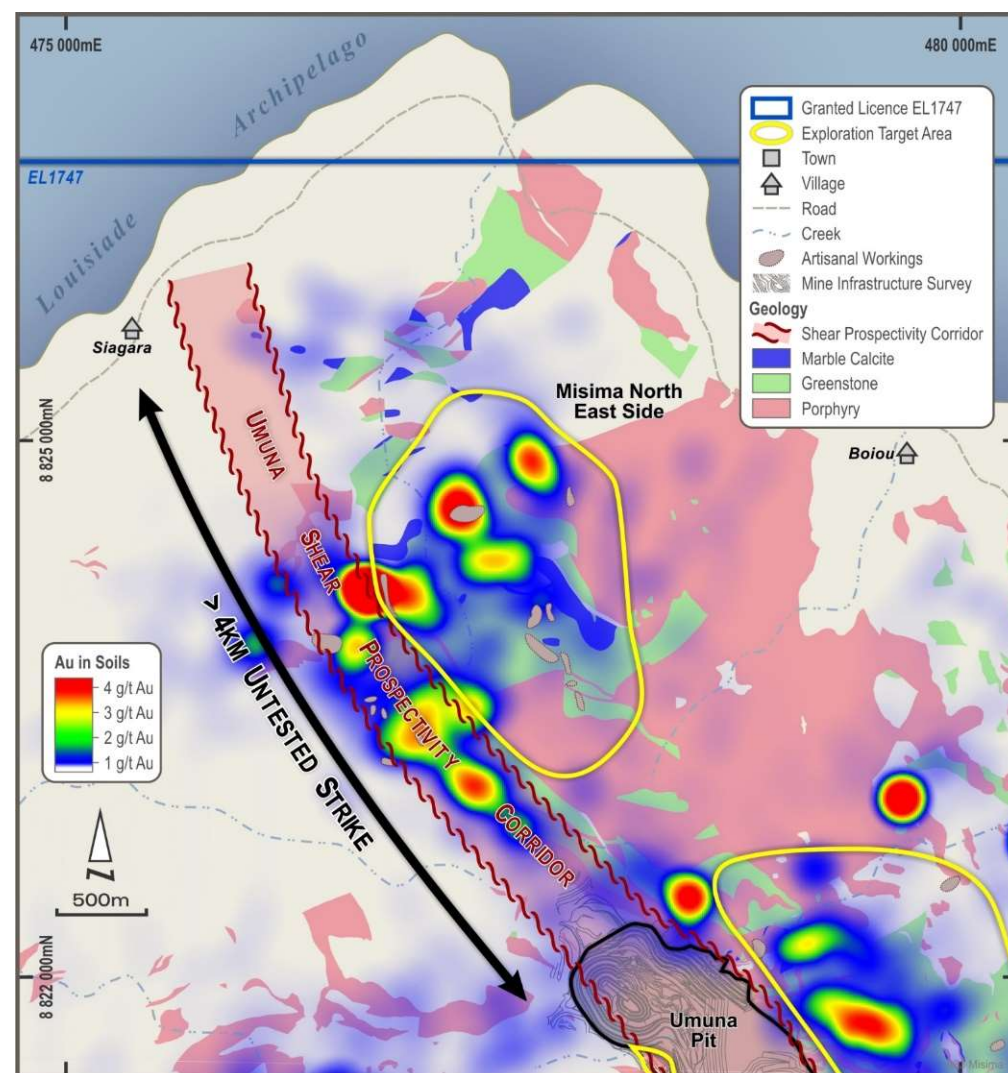 475 000mE
480 000mE
Archipelago
Louisiade
EL1747
Granted Licence EL1747
Exploration Target Area
Town
Village
Road
Creek
Artisanal Workings
Mine Infrastructure Survey
Geology
Shear Prospectivity Corridor
Marble Calcite
Greenstone
Porphyry
Siagara
Misima North
East Side
Boiou
8 825 000mN
UMUNA
SHEAR
PROSPECTIVITY
CORRIDOR
> 4KM UNTESTED STRIKE
Au in Soils
4 g/t Au
3 g/t Au
2 g/t Au
1 g/t Au
N
500m
8 822 000mN
Umuna
Pit
Misima